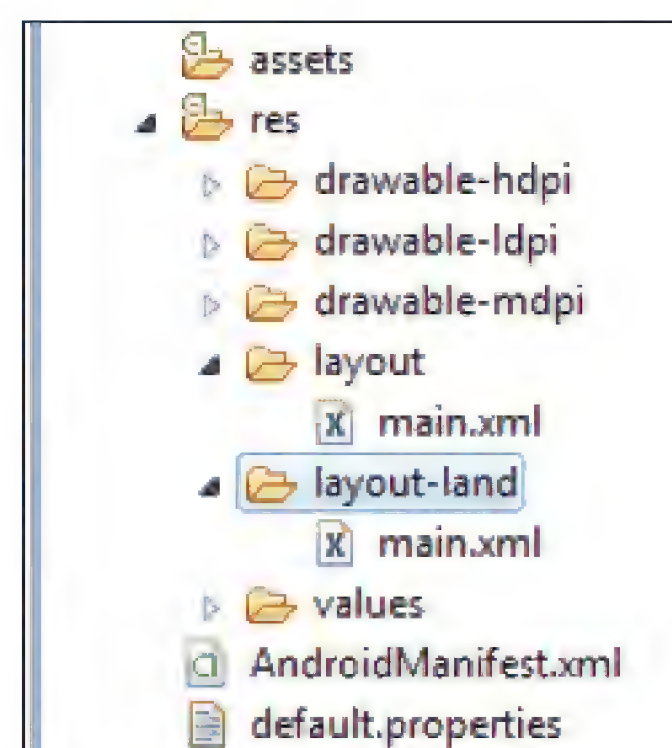 assets
res
drawable-hdpi
drawable-ldpi
drawable-mdpi
layout
main.xml
layout-land
main.xml
values
AndroidManifest.xml
default.properties